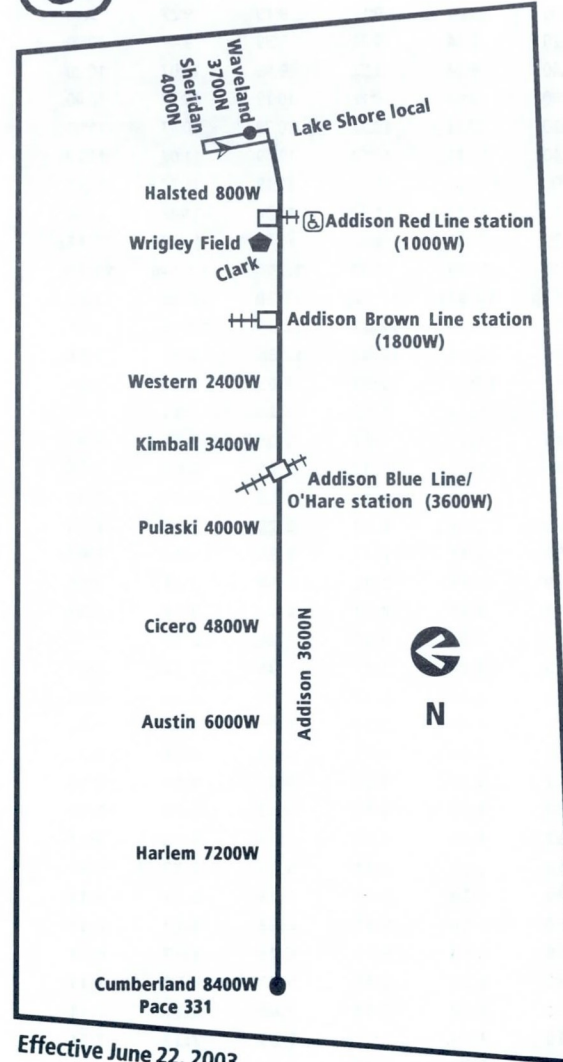 Waveland
3700N
Sheridan
4000N
Lake Shore local
Halsted 800W
Addison Red Line station
(1000W)
Wrigley Field
Clark
Addison Brown Line station
(1800W)
Western 2400W
Kimball 3400W
Addison Blue Line/
O'Hare station (3600W)
Pulaski 4000W
Cicero 4800W
Addison 3600N
N
Austin 6000W
Harlem 7200W
Cumberland 8400W
Pace 331
Effective June 22, 2003